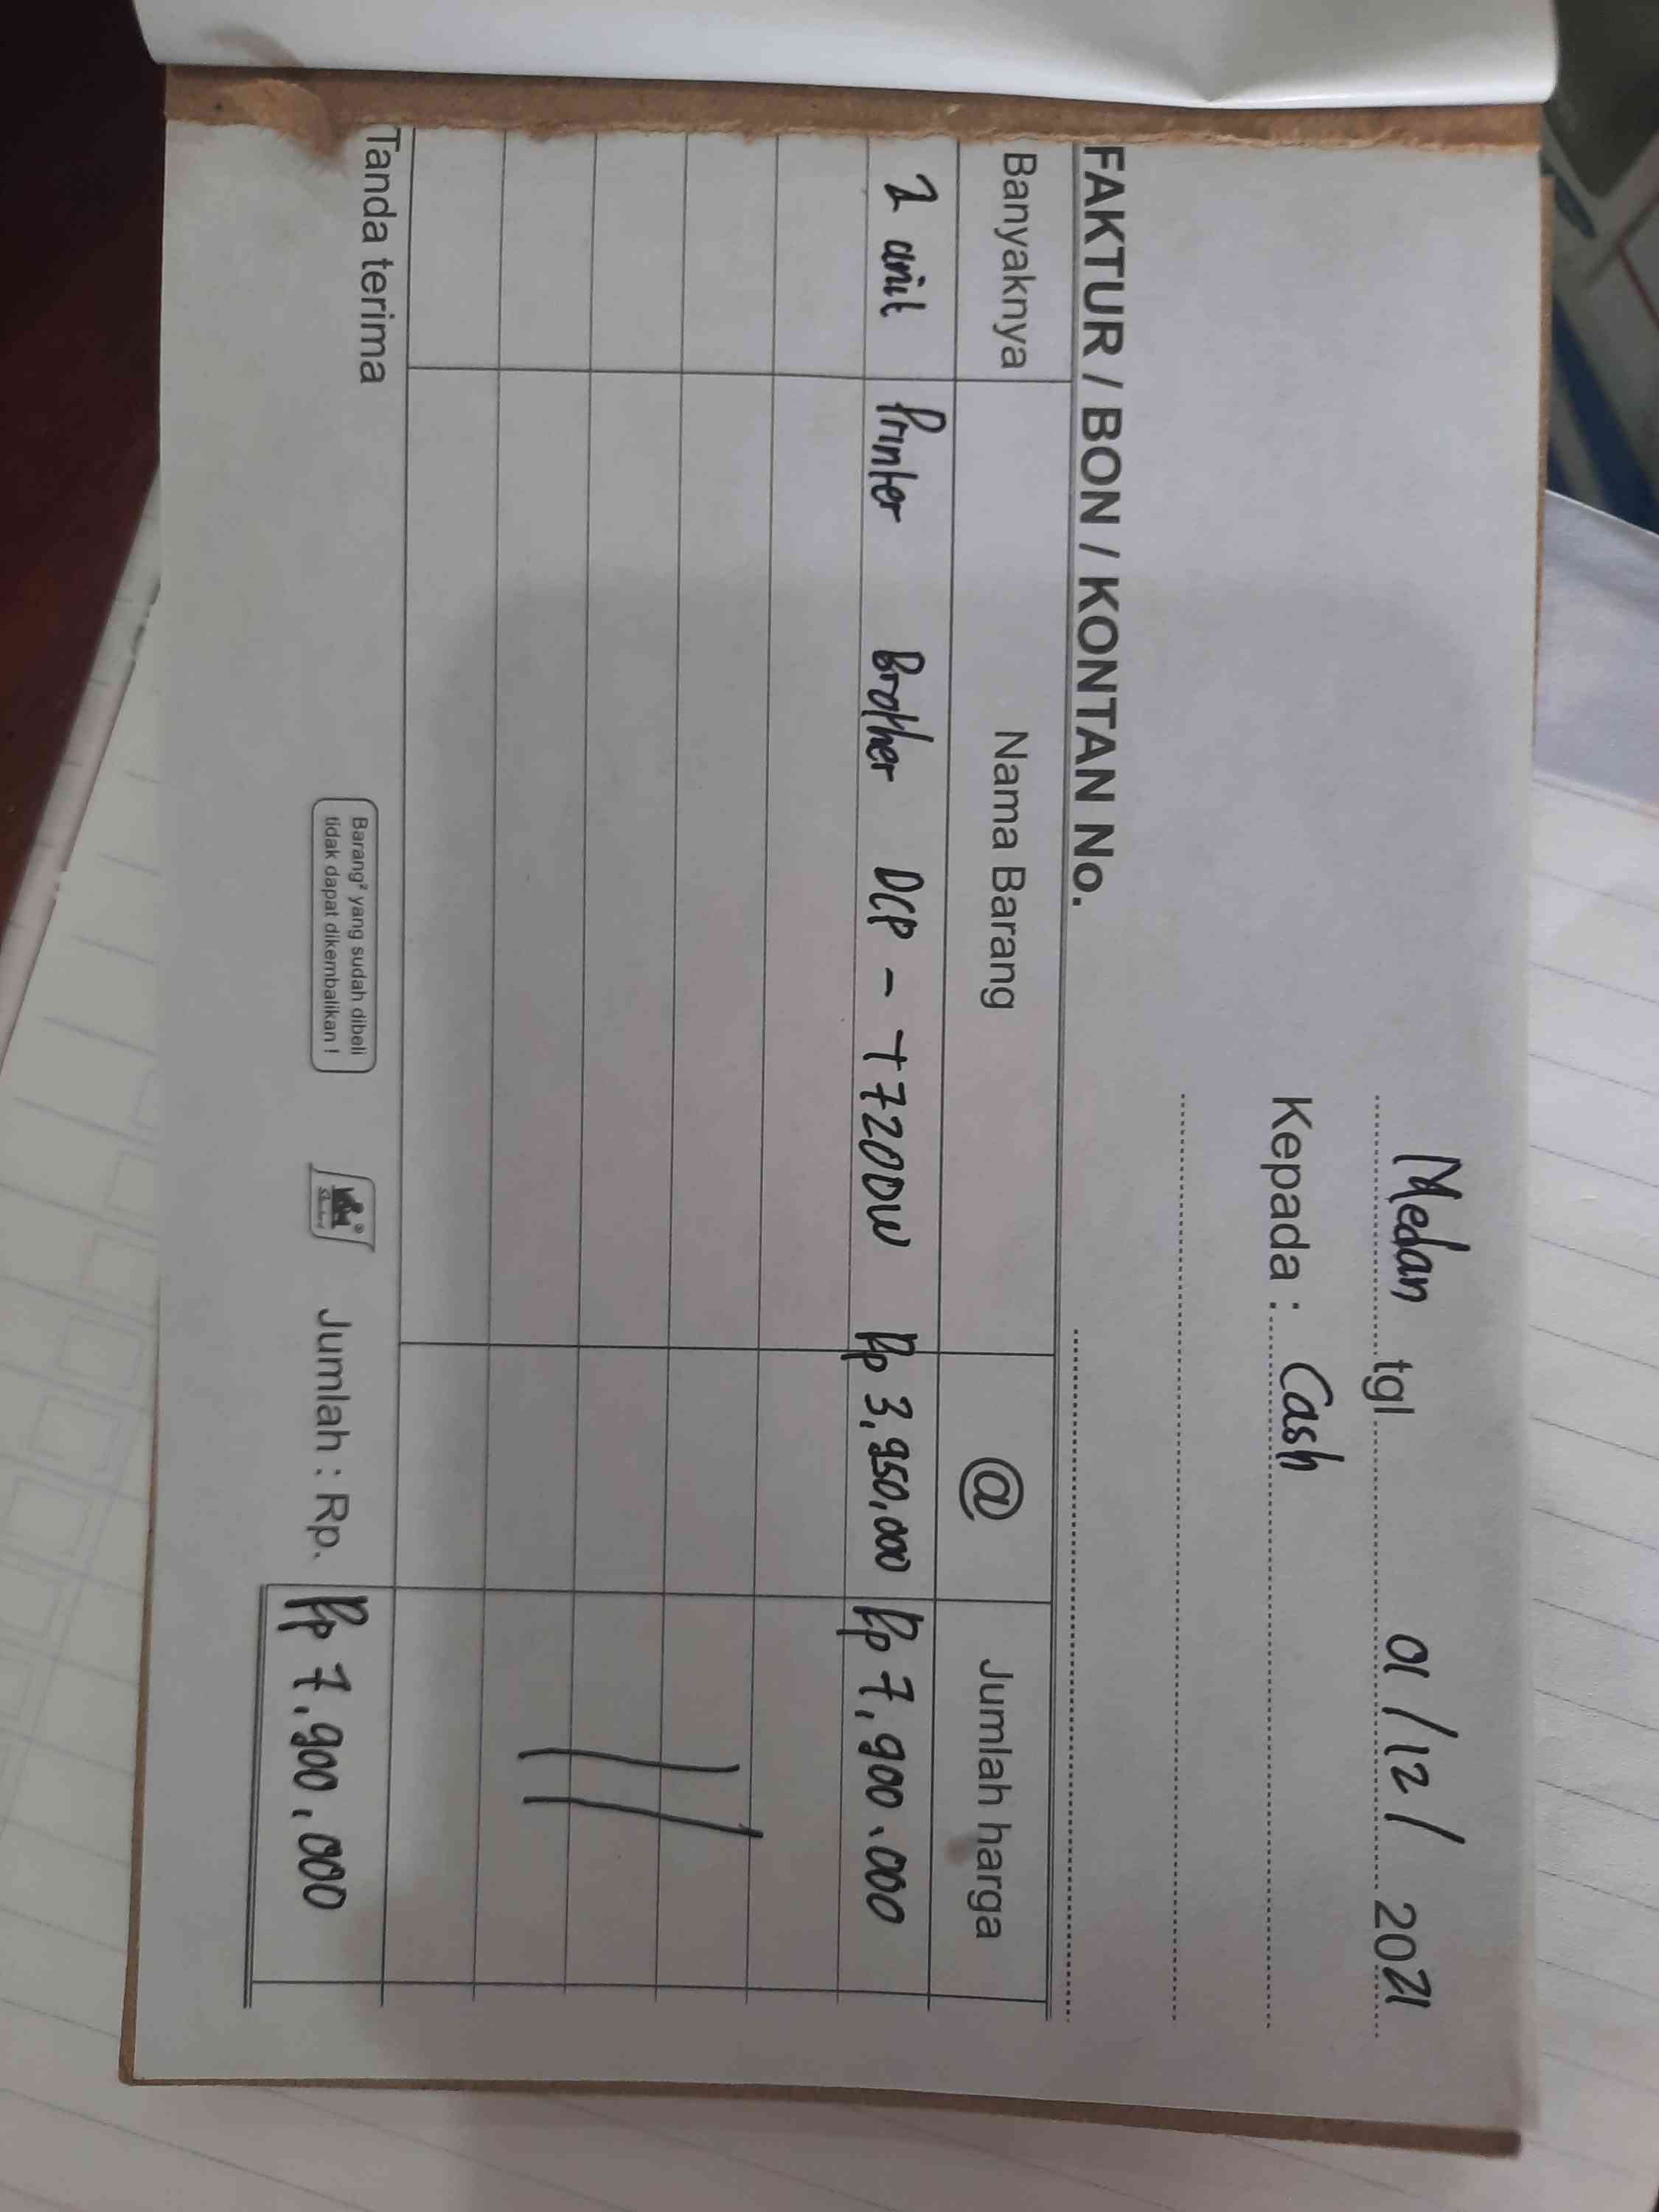 Medan tgl. 01/12/2021
Kepada : Cash
FAKTUR / BON / KONTAN No.
Banyaknya Nama Barang @ Jumlah harga
2 unit Printer Brother DCP - T720DW Rp 3,950.000 Rp 7,900.000
Tanda terima
Barang² yang sudah dibeli
tidak dapat dikembalikan !
Jumlah : Rp. Rp 7.900.000